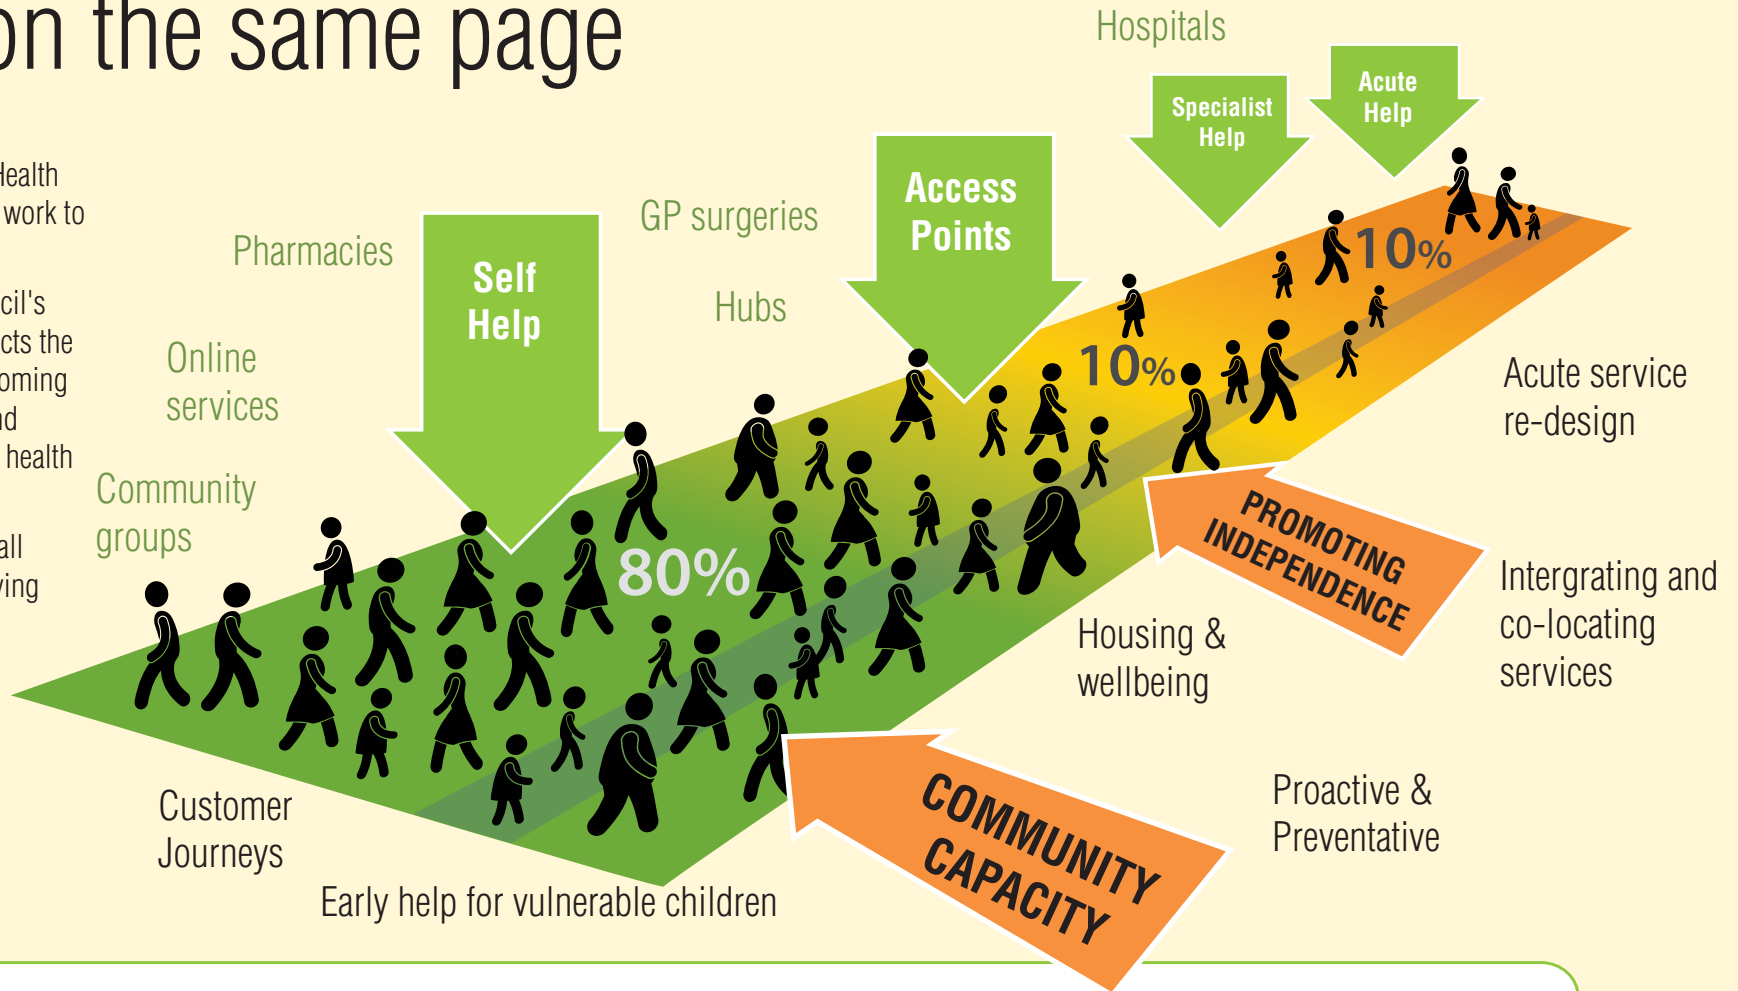 on the same page
Health
work to
cil's
cts the
oming
nd
health
all
ving
Hospitals
Specialist
Help
Acute
Help
Access
Points
GP surgeries
Hubs
Self
Help
Pharmacies
Online
services
Community
groups
80%
10%
10%
Acute service
re-design
PROMOTING
INDEPENDENCE
Intergrating and
co-locating
services
Housing &
wellbeing
COMMUNITY
CAPACITY
Proactive &
Preventative
Customer
Journeys
Early help for vulnerable children